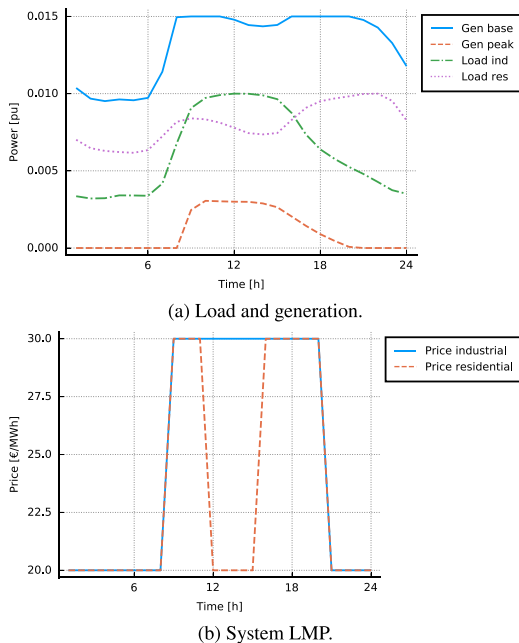 0.015
0.010
0.005
0.000
Power [pu]
6
12
18
24
Time [h]
Gen base
Gen peak
Load ind
Load res
(a) Load and generation.
30.0
27.5
25.0
22.5
20.0
Price [€/MWh]
6
12
18
24
Time [h]
Price industrial
Price residential
(b) System LMP.